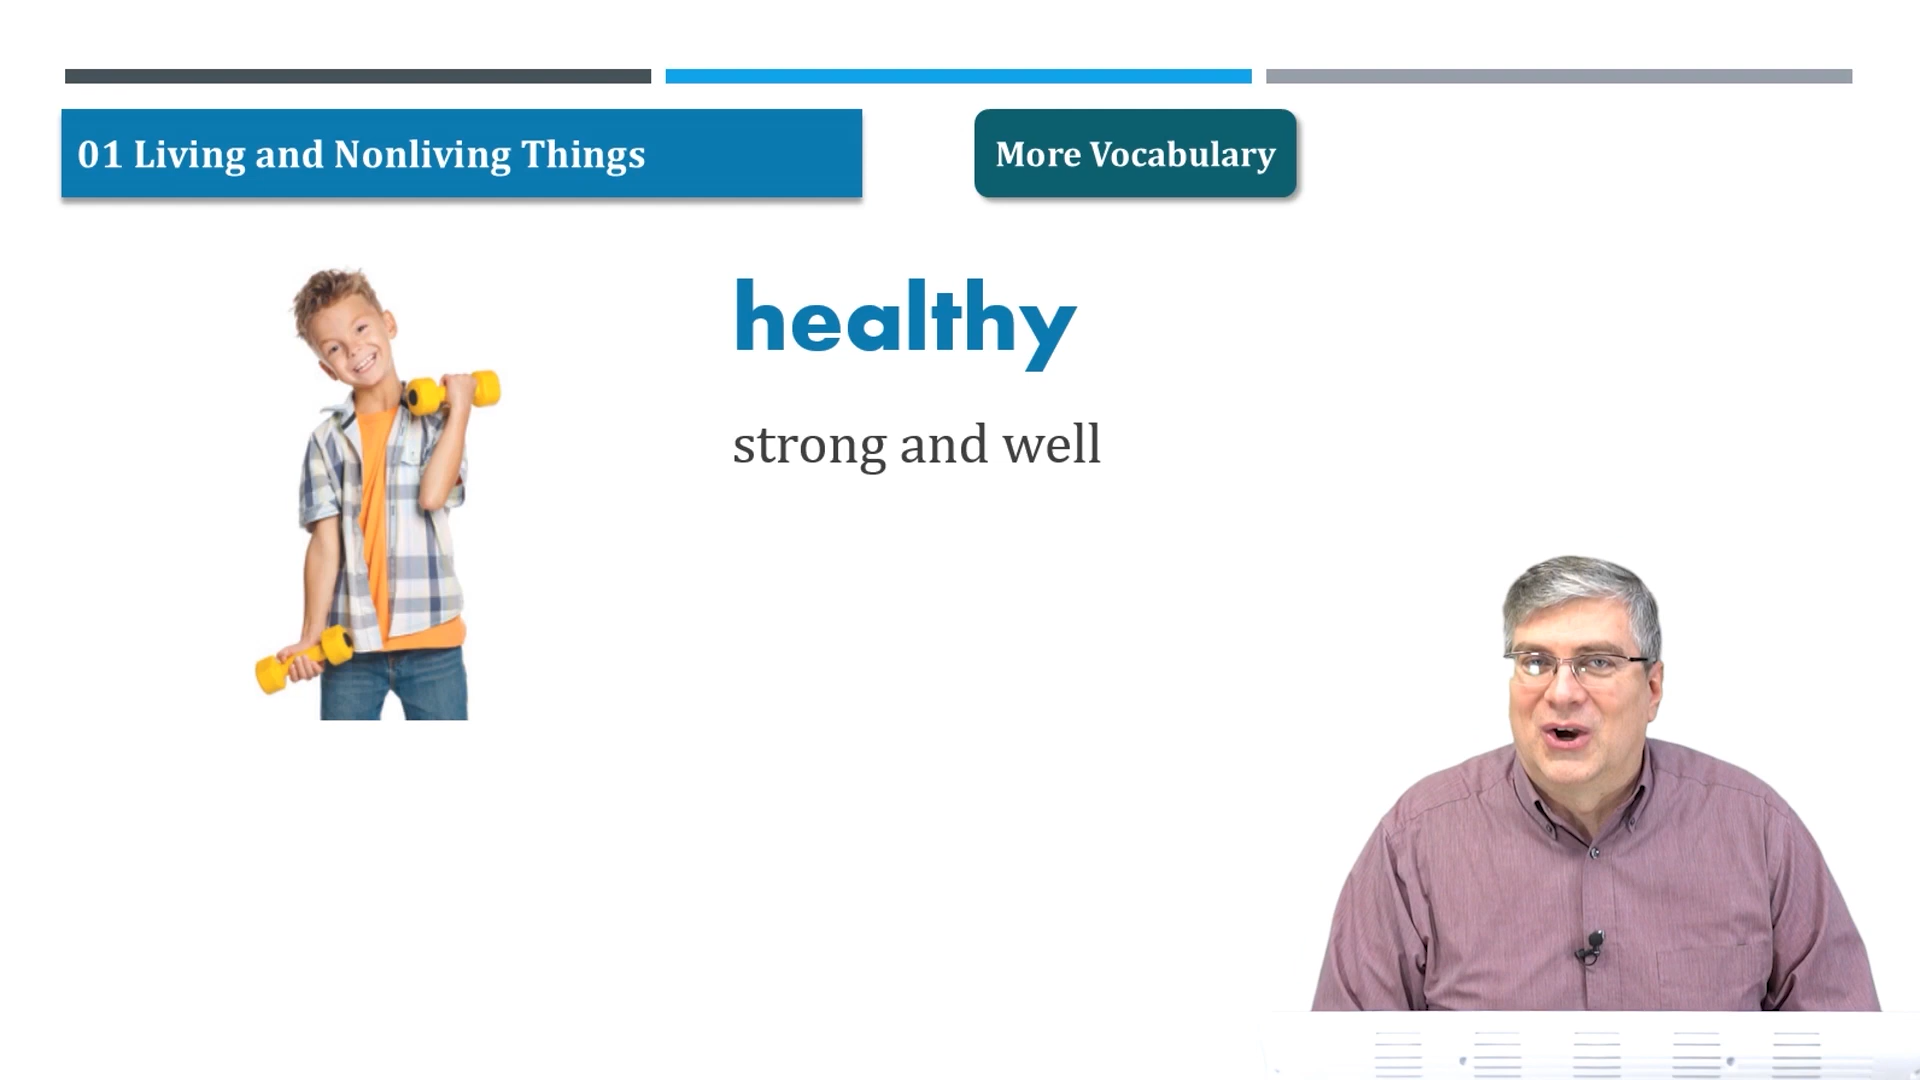 01 Living and Nonliving Things
More Vocabulary
healthy
strong and well